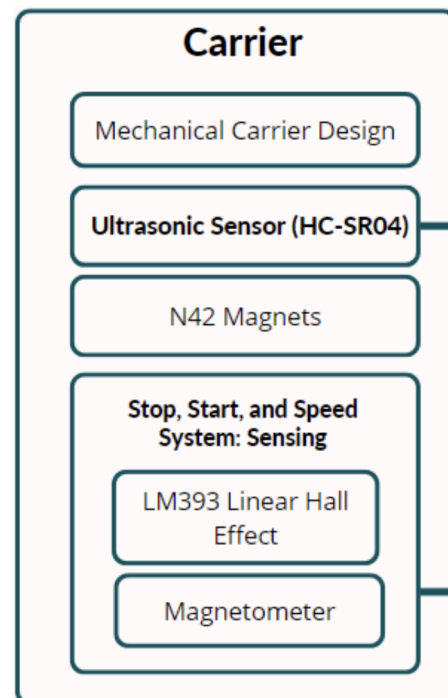 Carrier
Mechanical Carrier Design
Ultrasonic Sensor (HC-SR04)
N42 Magnets
Stop, Start, and Speed
System: Sensing
LM393 Linear Hall
Effect
Magnetometer